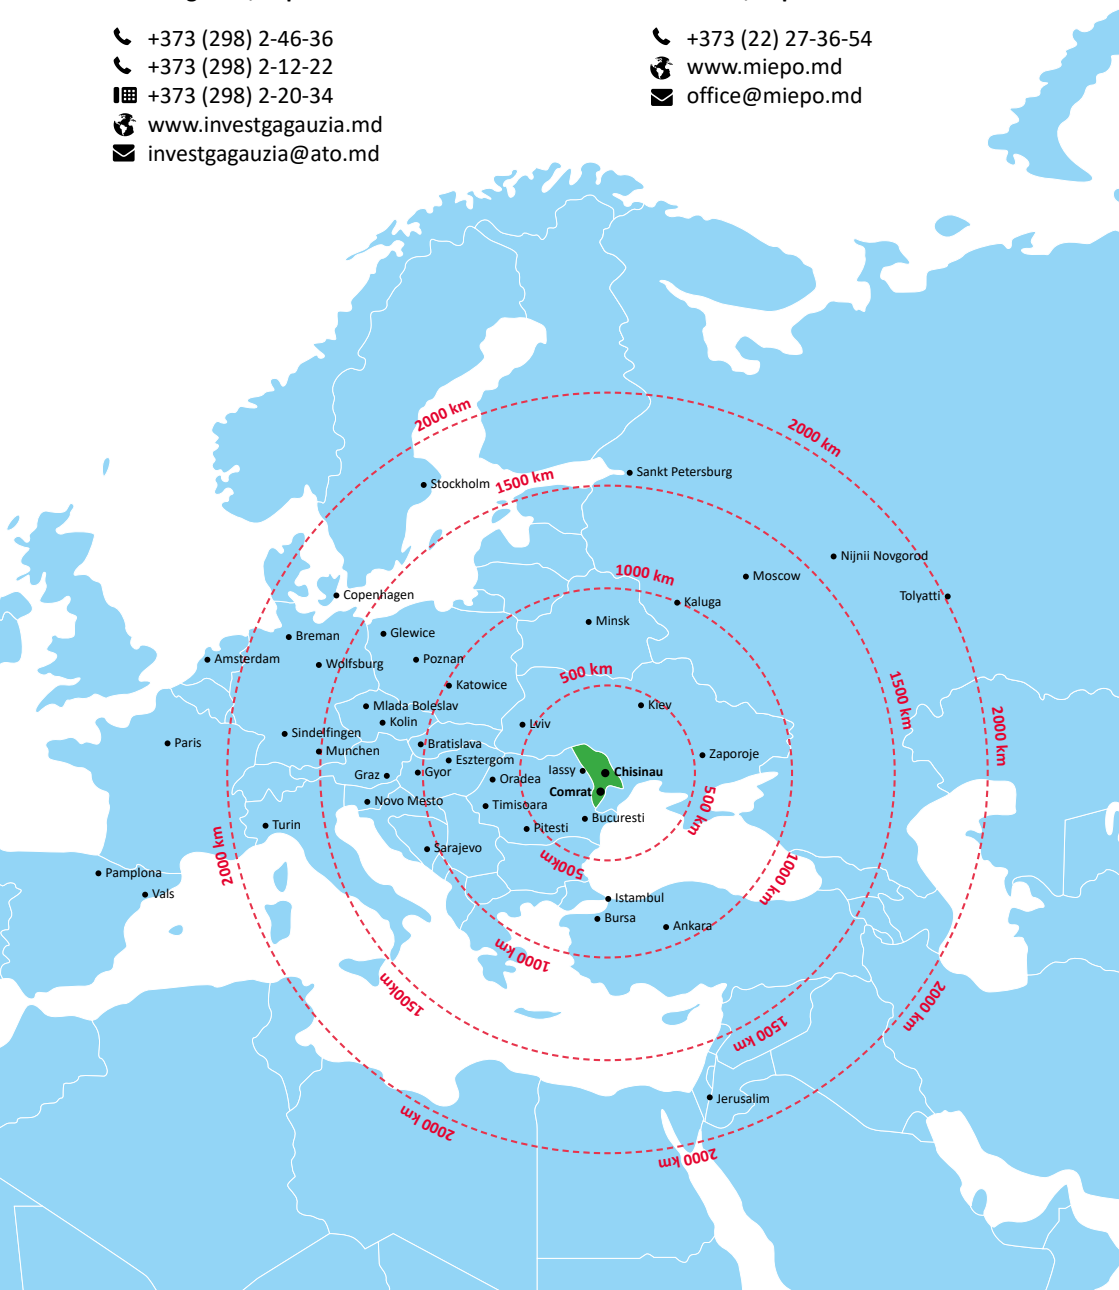 +373 (298) 2-46-36
+373 (298) 2-12-22
+373 (298) 2-20-34
www.investgagauzia.md
investgagauzia@ato.md
+373 (22) 27-36-54
www.miepo.md
office@miepo.md
2000 km
2000 km
Sankt Petersburg
Stockholm
1500 km
Nijnii Novgorod
1000 km
Moscow
Copenhagen
Tolyatti
Kaluga
Minsk
Breman
Glewice
Amsterdam
Wolfsburg
Poznan
500 km
Katowice
1500 km
Mlada Boleslav
Kiev
Kolin
Lviv
2000 km
Sindelfingen
Paris
Munchen
Bratislava
Zaporoje
Esztergom
Graz
Gyor
Oradea
Iassy
Chisinau
Comrat
Novo Mesto
Timisoara
500 km
Bucuresti
Turin
Pitesti
2000 km
Sarajevo
500km
1000 km
Pamplona
Vals
Istambul
Bursa
Ankara
1000 km
1500km
2000 km
1500 km
Jerusalim
2000 km
2000 km